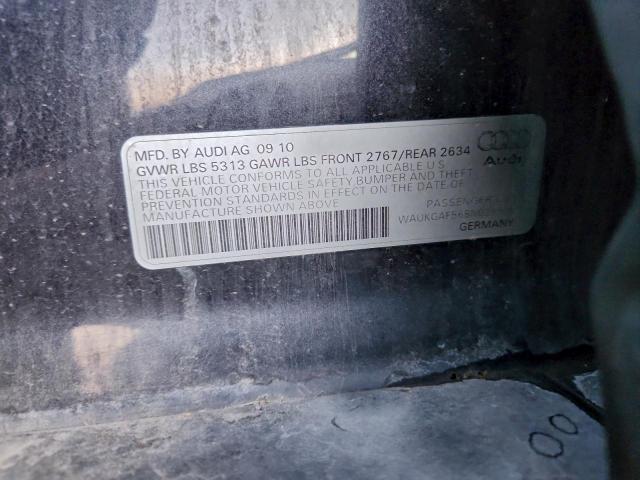 MFD. BY AUDI AG 09 10
GVWR LBS 5313 GAWR LBS FRONT 2767/REAR 2634
THIS VEHICLE CONFORMS TO ALL APPLICABLE U S
FEDERAL MOTOR VEHICLE SAFETY BUMPER AND THEFT
PREVENTION STANDARDS IN EFFECT ON THE DATE OF
MANUFACTURE SHOWN ABOVE
Audi
PASSENGER
GERMANY